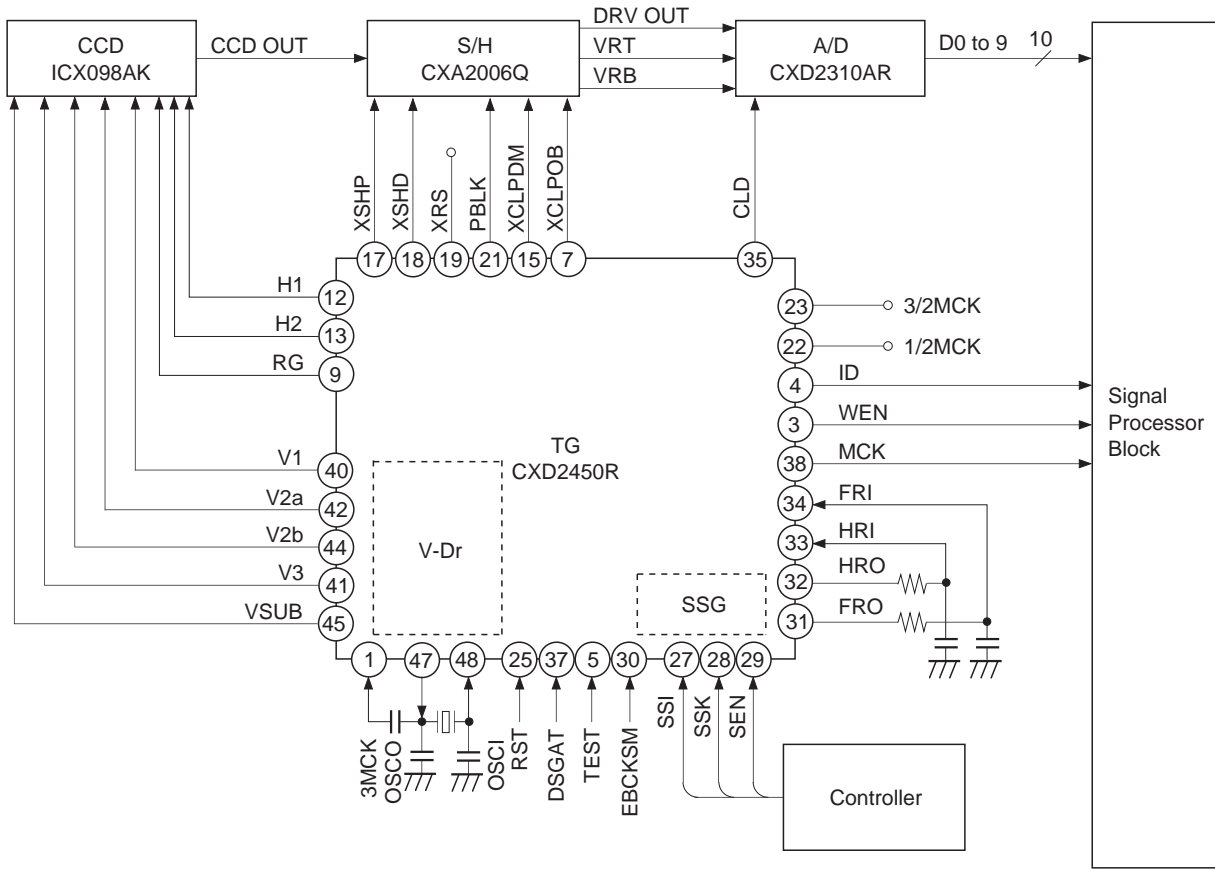 CCD
ICX098AK
CCD OUT
S/H
CXA2006Q
DRV OUT
VRT
VRB
A/D
CXD2310AR
D0 to 9
10
XSHP
XSHD
XRS
PBLK
XCLPDM
XCLPOB
CLD
17
18
19
21
15
7
35
H1
12
H2
13
RG
9
V1
40
V2a
42
V2b
44
V3
41
VSUB
45
TG
CXD2450R
V-Dr
SSG
23
3/2MCK
22
1/2MCK
4
ID
3
WEN
38
MCK
34
FRI
33
HRI
32
HRO
31
FRO
Signal
Processor
Block
1
47
48
25
37
5
30
27
28
29
3MCK
OSCO
OSCI
RST
DSGAT
TEST
EBCKSM
SSI
SSK
SEN
Controller